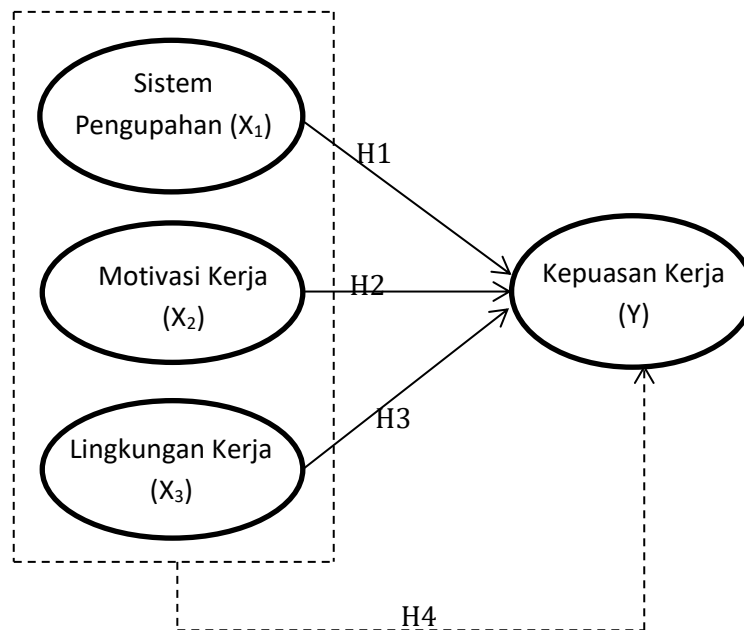 Sistem
Pengupahan (X₁)
H1
Motivasi Kerja
(X₂)
H2
Kepuasan Kerja
(Y)
H3
Lingkungan Kerja
(X₃)
H4